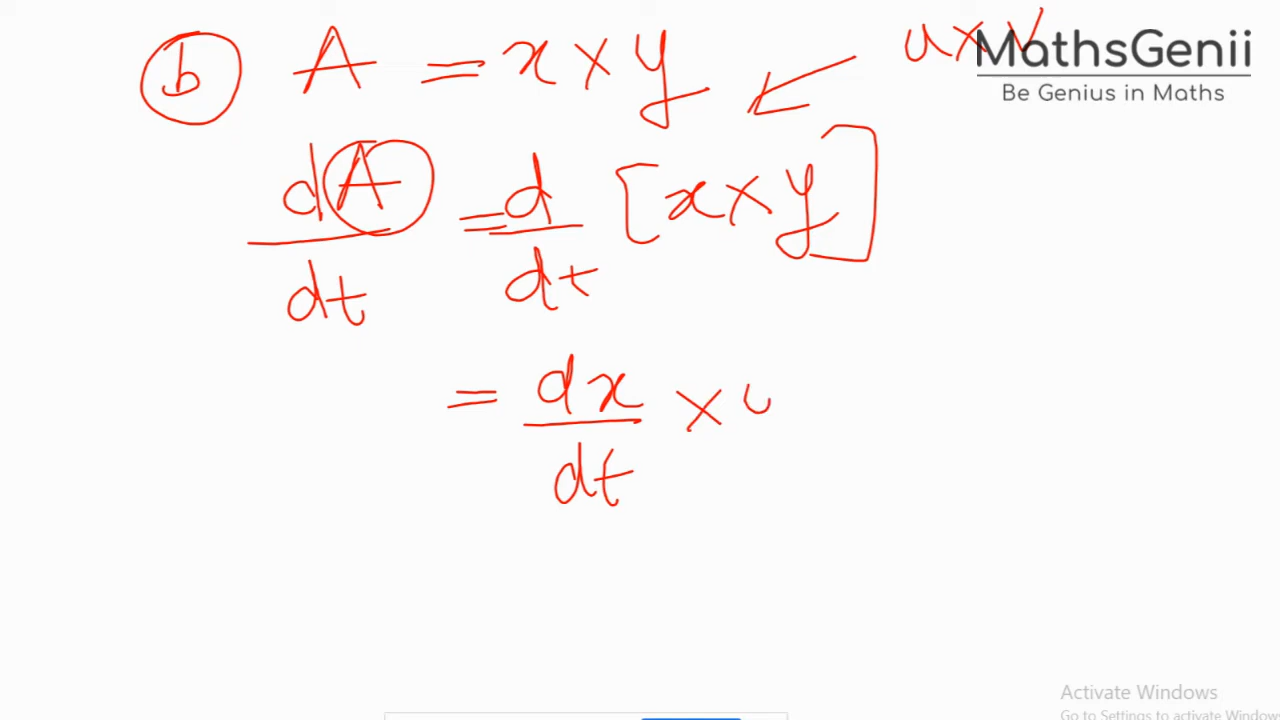 b A = x × y u × v
MathsGenii
Be Genius in Maths
dA/dt = d/dt [x × y]
= dx/dt ×
Activate Windows
Go to Settings to activate Windows